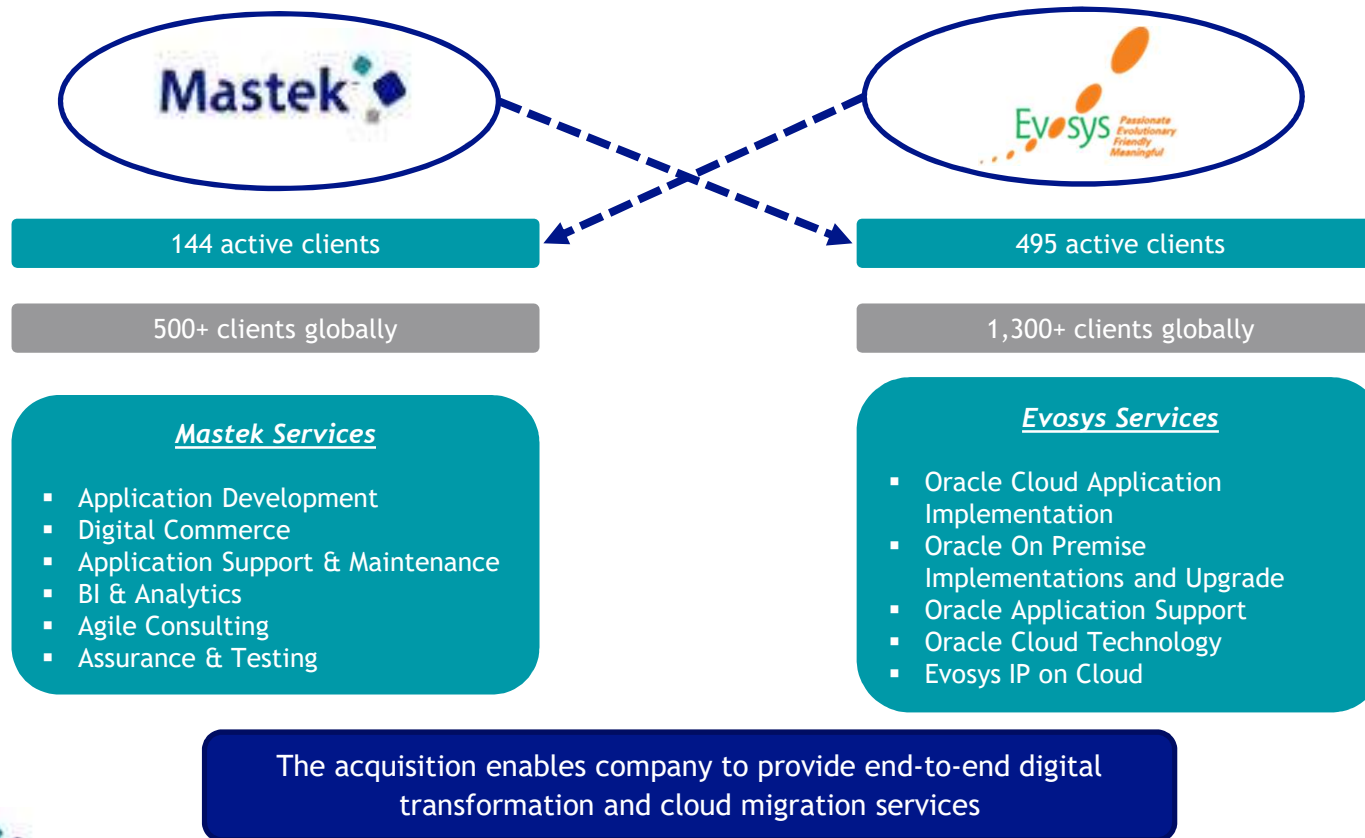 Mastek
Evosys
Passionate
Evolutionary
Friendly
Meaningful
144 active clients
495 active clients
500+ clients globally
1,300+ clients globally
Mastek Services
▪ Application Development
▪ Digital Commerce
▪ Application Support & Maintenance
▪ BI & Analytics
▪ Agile Consulting
▪ Assurance & Testing
Evosys Services
▪ Oracle Cloud Application
Implementation
▪ Oracle On Premise
Implementations and Upgrade
▪ Oracle Application Support
▪ Oracle Cloud Technology
▪ Evosys IP on Cloud
The acquisition enables company to provide end-to-end digital
transformation and cloud migration services